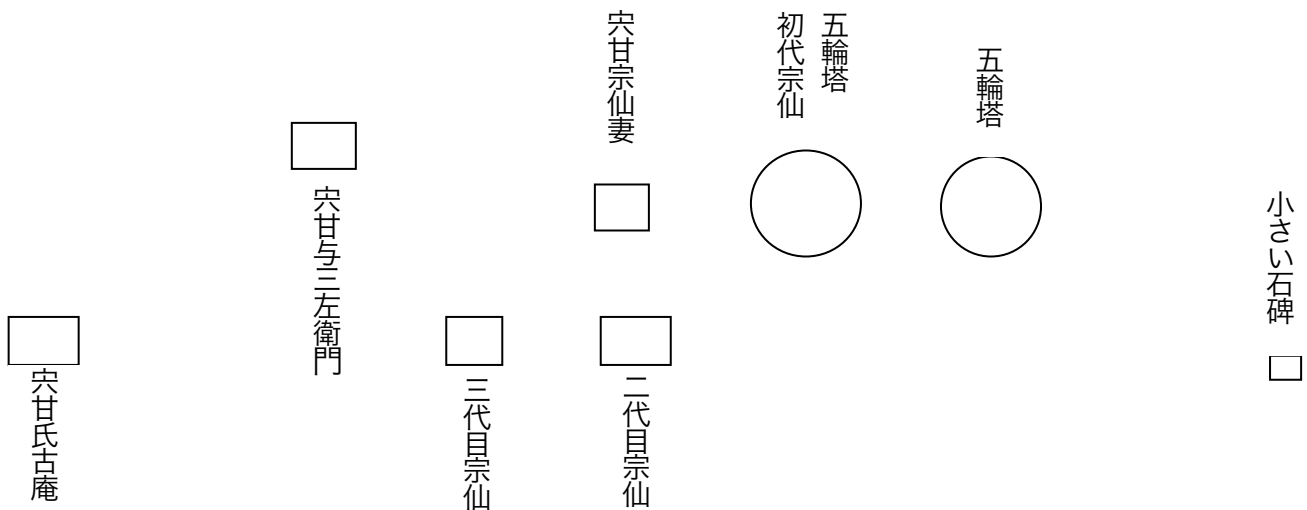 小さい石碑
五輪塔
五輪塔
初代宗仙
宍甘宗仙妻
二代目宗仙
三代目宗仙
宍甘与三左衛門
宍甘氏古庵